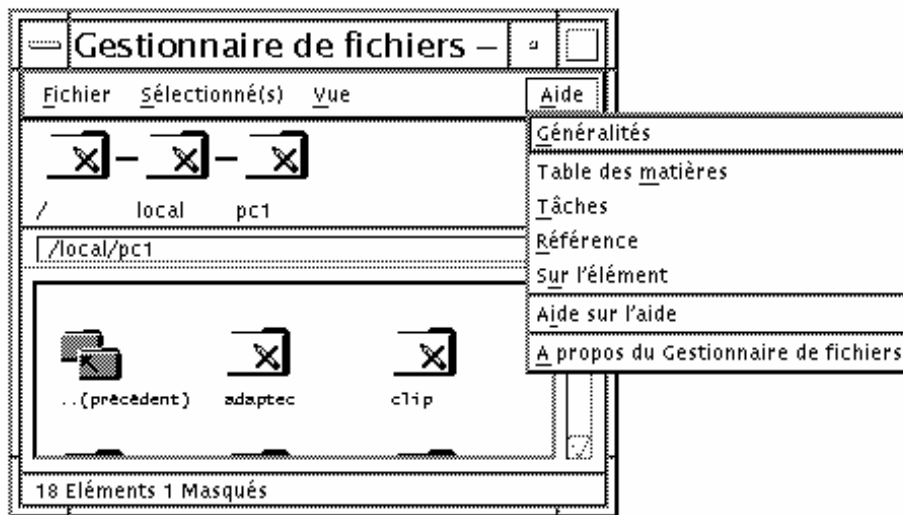 Gestionnaire de fichiers –
Fichier Sélectionné(s) Vue Aide
Généralités
Table des matières
Tâches
Référence
Sur l'élément
Aide sur l'aide
A propos du Gestionnaire de fichiers
/ local pc1
/local/pc1
..(précédent) adaptec clip
18 Eléments 1 Masqués